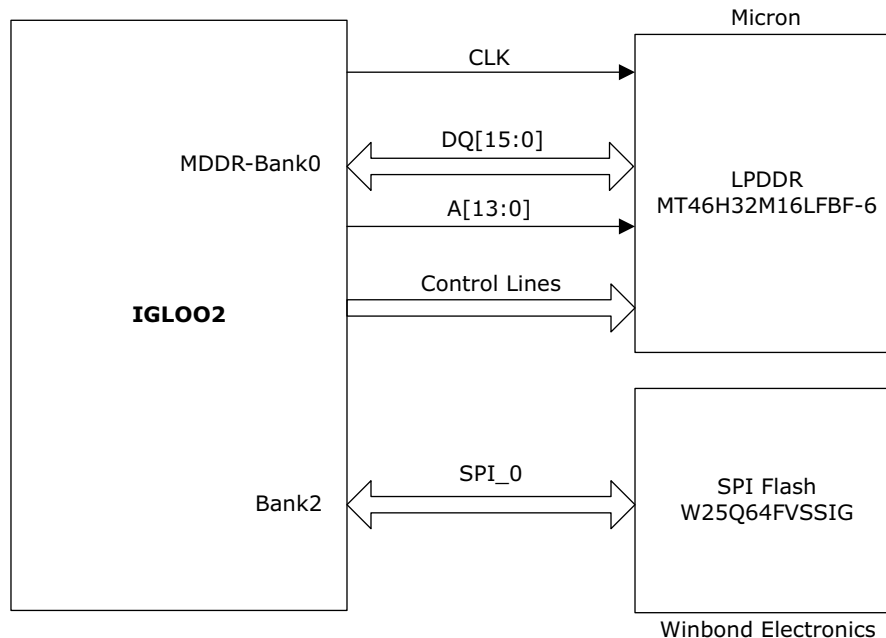 Micron
CLK
DQ[15:0]
MDDR-Bank0
LPDDR
MT46H32M16LFBF-6
A[13:0]
Control Lines
IGLOO2
SPI_0
SPI Flash
Bank2
W25Q64FVSSIG
Winbond Electronics